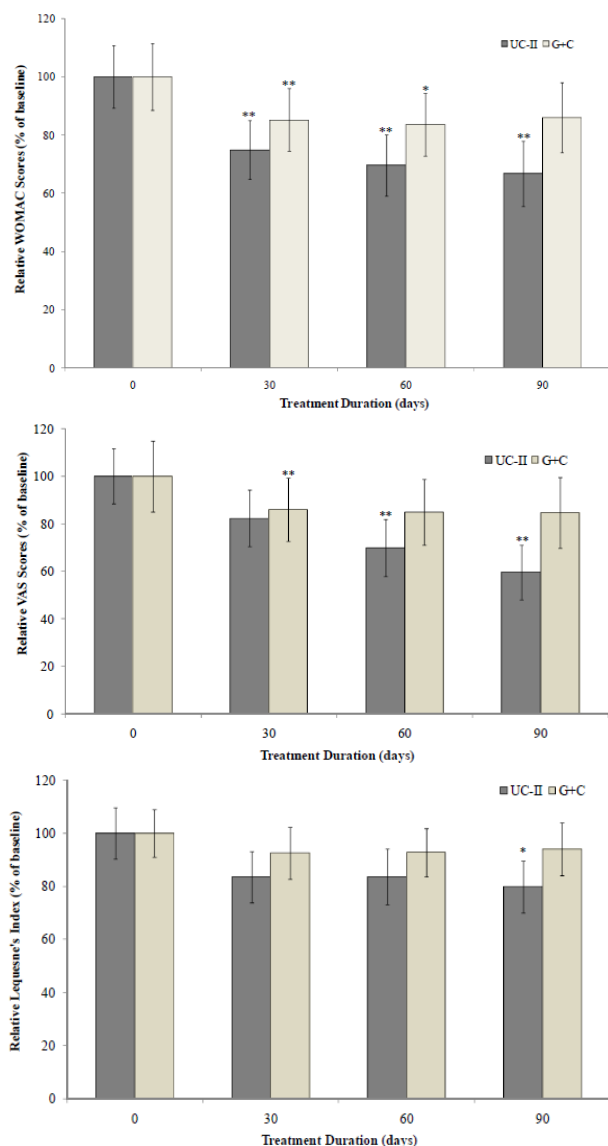 120
UC-II G+C
100
**
**
*
**
**
80
60
40
20
0
0 30 60 90
Relative WOMAC Scores (% of baseline)
Treatment Duration (days)
120
UC-II G+C
100
**
**
**
80
60
40
20
0
0 30 60 90
Relative VAS Scores (% of baseline)
Treatment Duration (days)
120
UC-II G+C
100
*
80
60
40
20
0
0 30 60 90
Relative Lequesne's Index (% of baseline)
Treatment Duration (days)